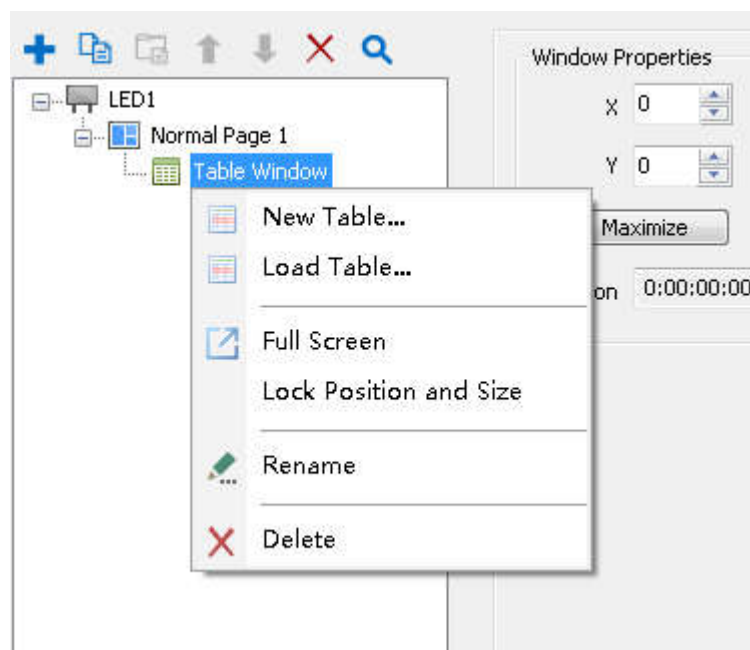 LED1
Normal Page 1
Table Window
New Table...
Load Table...
Full Screen
Lock Position and Size
Rename
Delete
Window Properties
X 0
Y 0
Maximize
on 0:00:00:00